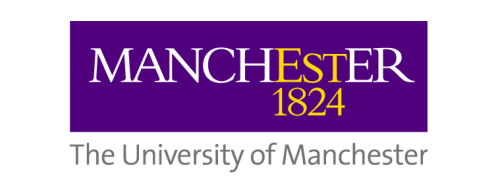 MANCHEstER
1824
The University of Manchester